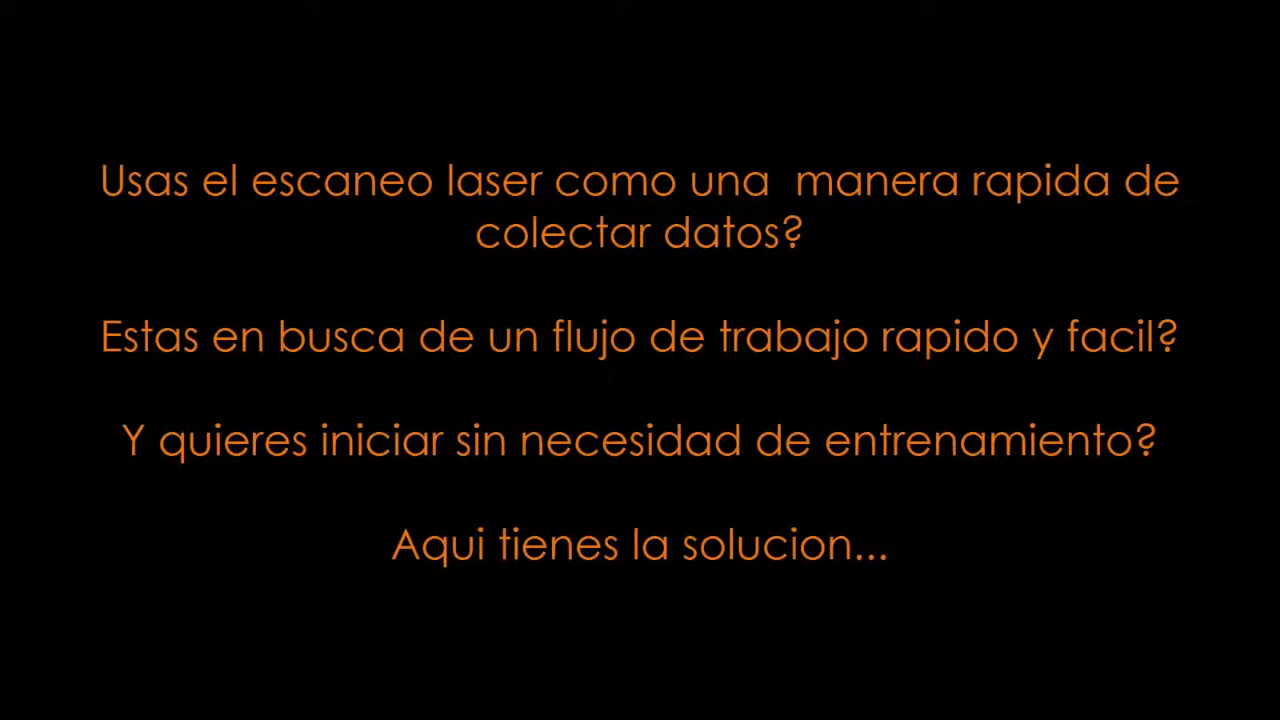 Usas el escaneo laser como una  manera rapida de
colectar datos?
Estas en busca de un flujo de trabajo rapido y facil?
Y quieres iniciar sin necesidad de entrenamiento?
Aqui tienes la solucion...